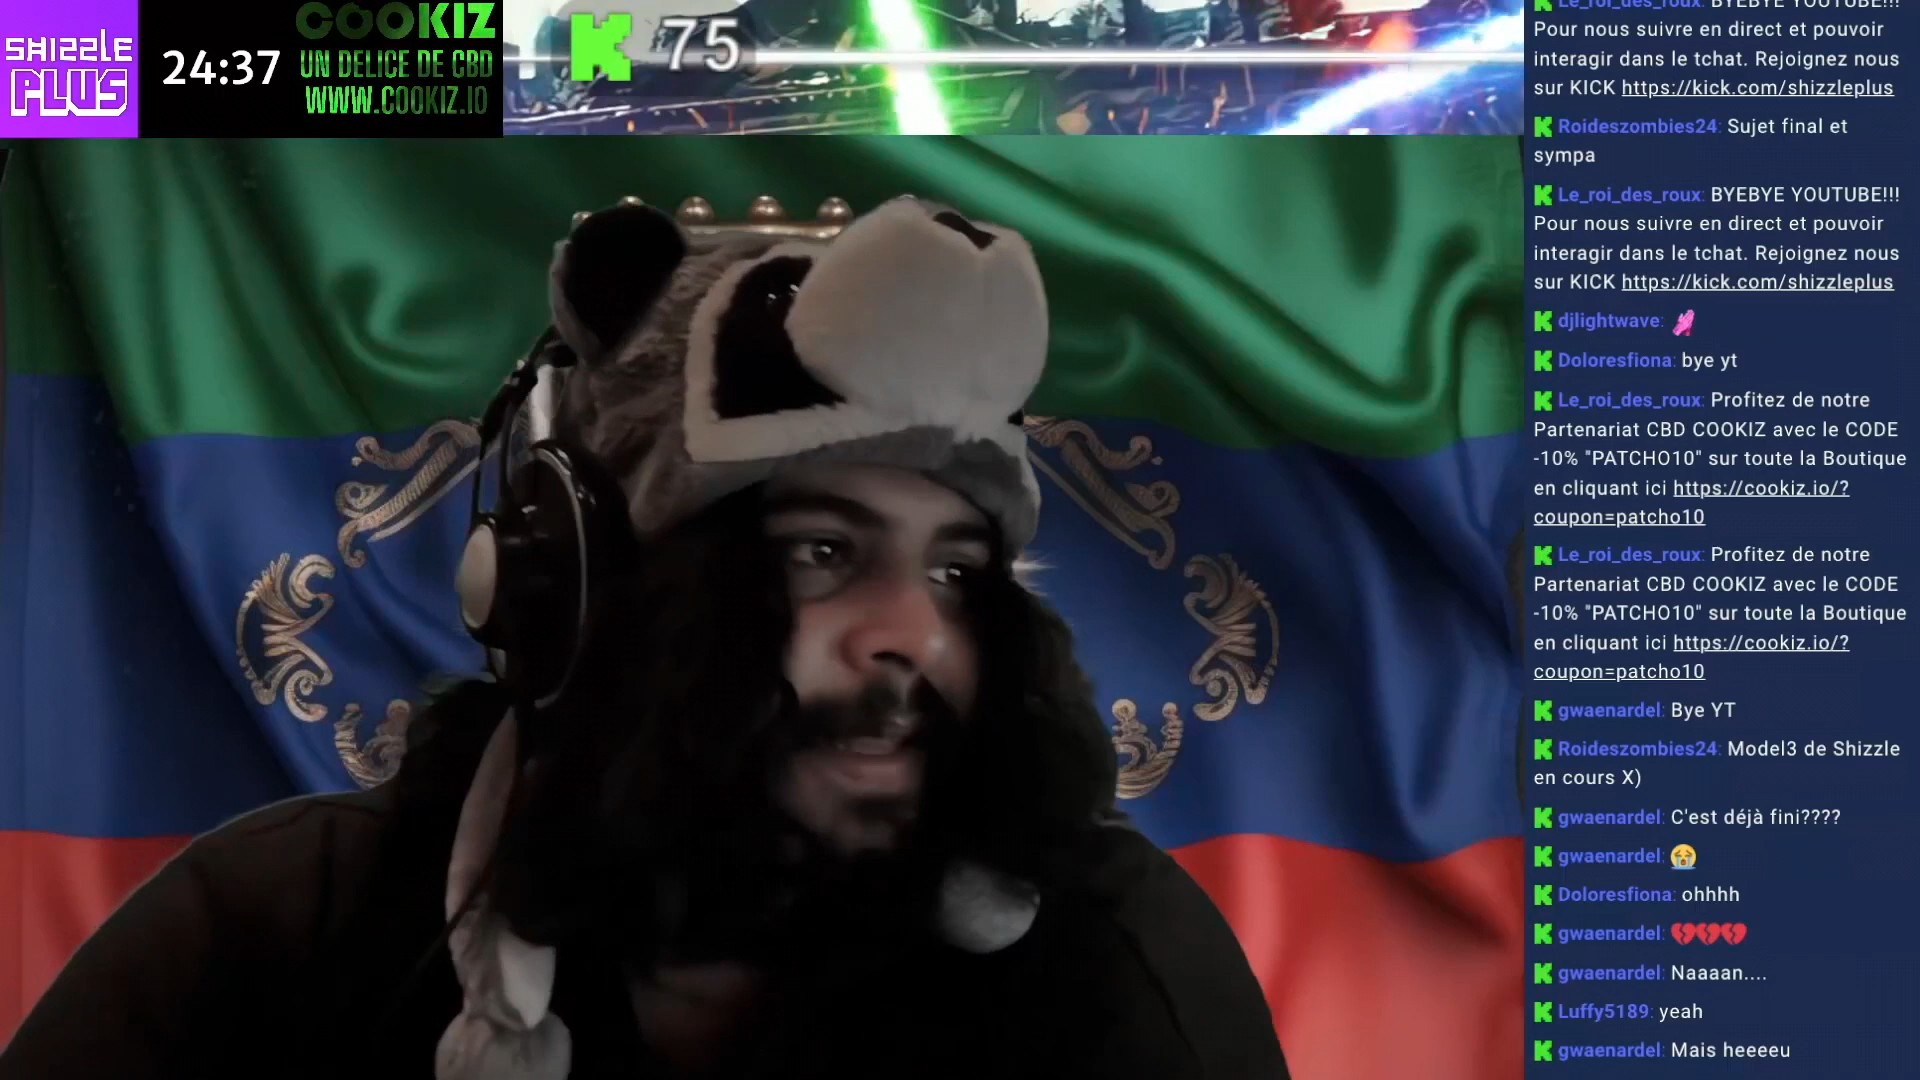 SHIZZLE
PLUS
24:37
COOKIZ
UN DELICE DE CBD
WWW.COOKIZ.IO
75
Le_roi_des_roux: BYEBYE YOUTUBE!!!
Pour nous suivre en direct et pouvoir
interagir dans le tchat. Rejoignez nous
sur KICK https://kick.com/shizzleplus
Roideszombies24: Sujet final et
sympa
Le_roi_des_roux: BYEBYE YOUTUBE!!!
Pour nous suivre en direct et pouvoir
interagir dans le tchat. Rejoignez nous
sur KICK https://kick.com/shizzleplus
djlightwave:
Doloresfiona: bye yt
Le_roi_des_roux: Profitez de notre
Partenariat CBD COOKIZ avec le CODE
-10% "PATCHO10" sur toute la Boutique
en cliquant ici https://cookiz.io/?
coupon=patcho10
Le_roi_des_roux: Profitez de notre
Partenariat CBD COOKIZ avec le CODE
-10% "PATCHO10" sur toute la Boutique
en cliquant ici https://cookiz.io/?
coupon=patcho10
gwaenardel: Bye YT
Roideszombies24: Model3 de Shizzle
en cours X)
gwaenardel: C'est déjà fini????
gwaenardel: 😭
Doloresfiona: ohhhh
gwaenardel: 💔💔💔
gwaenardel: Naaaan....
Luffy5189: yeah
gwaenardel: Mais heeeeu